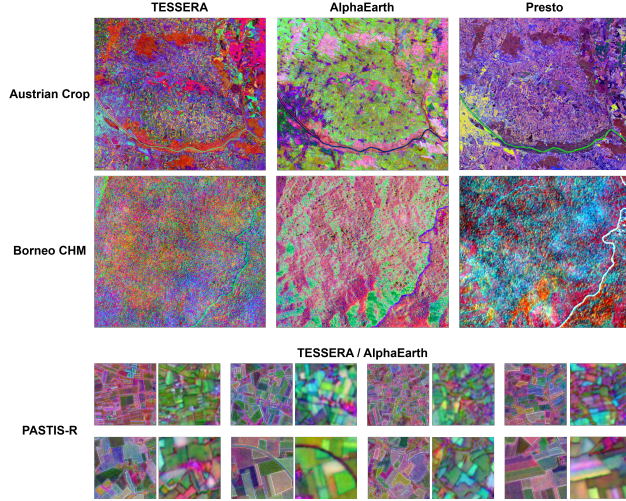 TESSERA AlphaEarth Presto
Austrian Crop
Borneo CHM
TESSERA / AlphaEarth
PASTIS-R